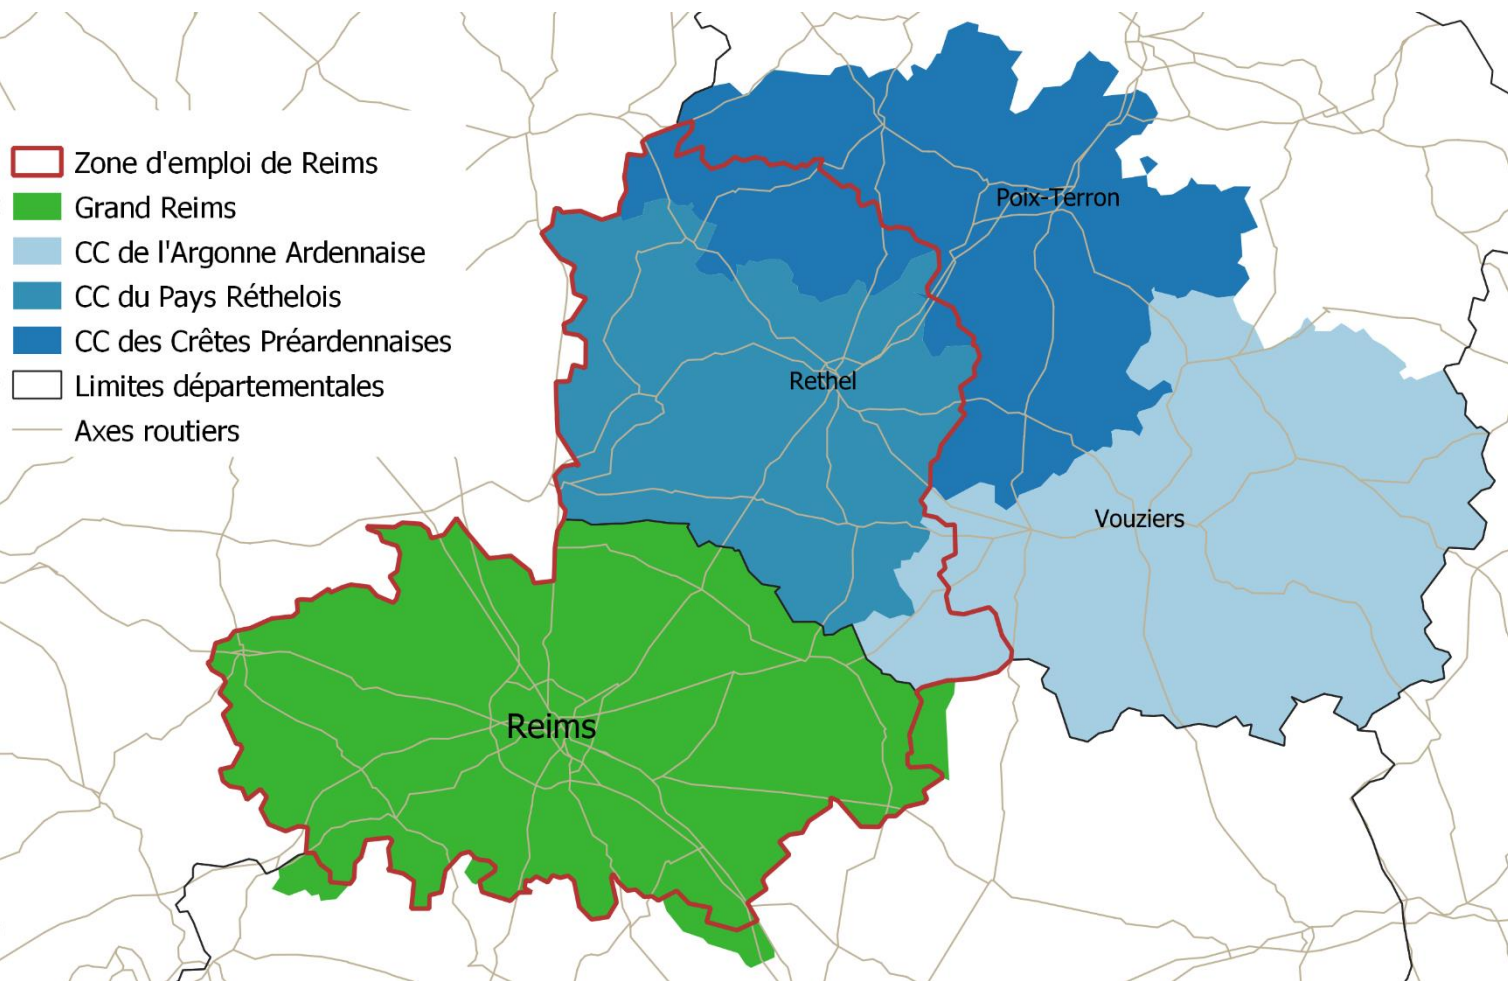 Zone d'emploi de Reims
Grand Reims
CC de l'Argonne Ardennaise
CC du Pays Réthelois
CC des Crêtes Préardennaises
Limites départementales
Axes routiers
Poix-Terron
Rethel
Vouziers
Reims